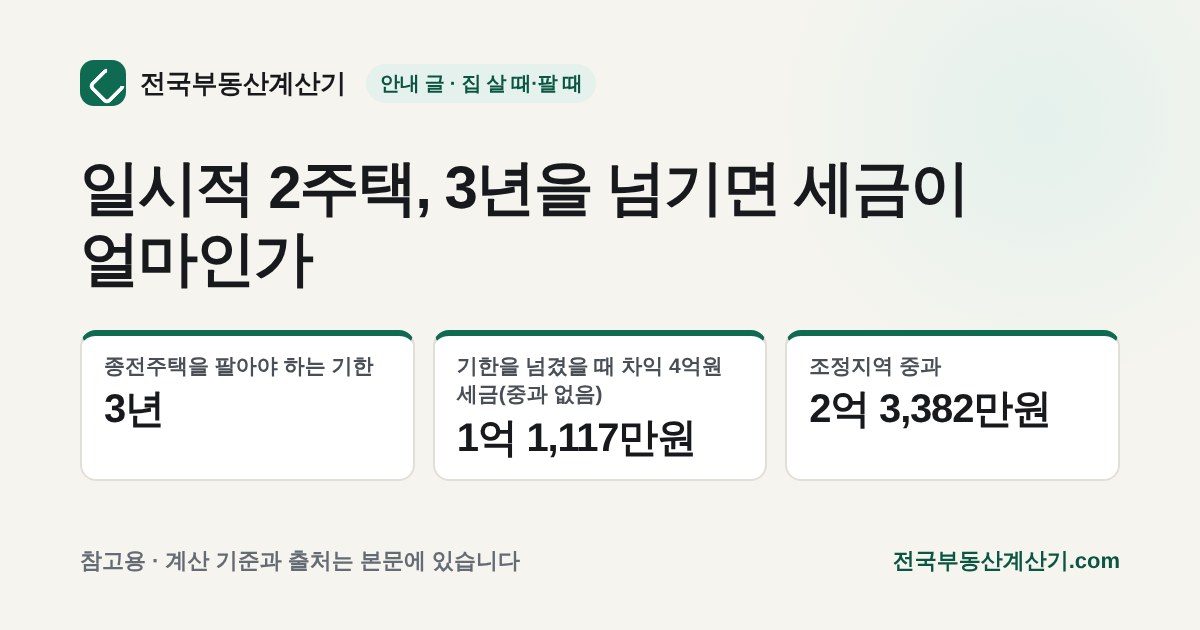 전국부동산계산기
안내 글 · 집 살 때·팔 때
일시적 2주택, 3년을 넘기면 세금이
얼마인가
종전주택을 팔아야 하는 기한
3년
기한을 넘겼을 때 차익 4억원
세금(중과 없음)
1억 1,117만원
조정지역 중과
2억 3,382만원
참고용 · 계산 기준과 출처는 본문에 있습니다
전국부동산계산기.com